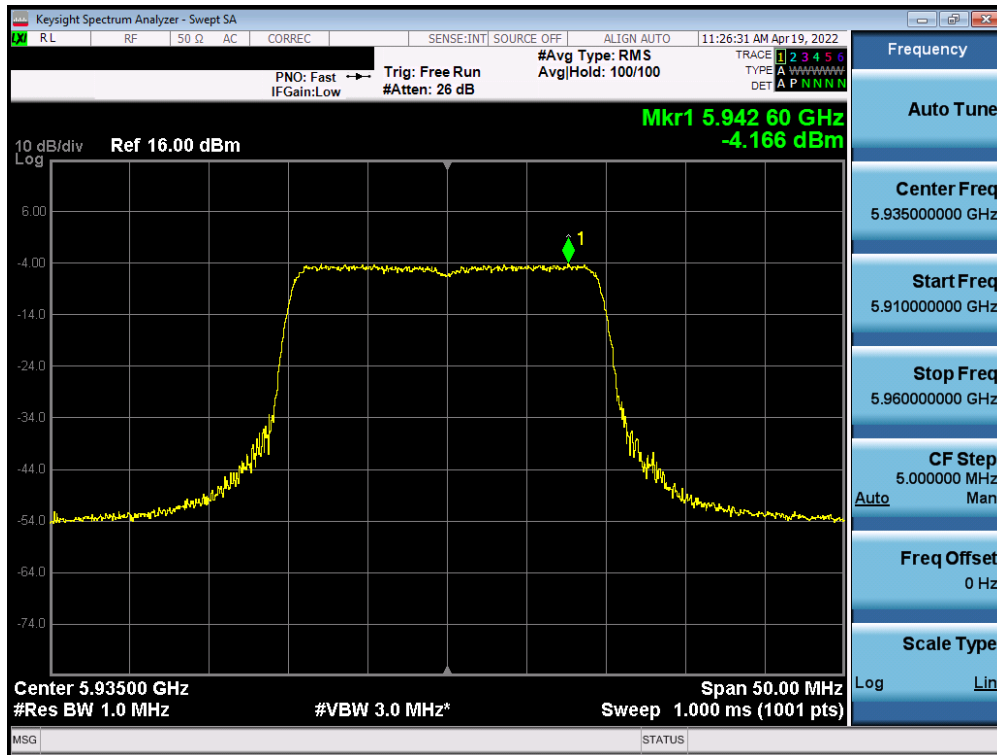 Keysight Spectrum Analyzer - Swept SA
LXI RL RF 50 Ω AC CORREC SENSE:INT SOURCE OFF ALIGN AUTO 11:26:31 AM Apr 19, 2022
PNO: Fast
IFGain:Low
Trig: Free Run
#Atten: 26 dB
#Avg Type: RMS
Avg|Hold: 100/100
TRACE 1 2 3 4 5 6
TYPE A WWWWW
DET A P N N N N
Mkr1 5.942 60 GHz
-4.166 dBm
10 dB/div Ref 16.00 dBm
Log
6.00
-4.00
-14.0
-24.0
-34.0
-44.0
-54.0
-64.0
-74.0
1
Center 5.93500 GHz Span 50.00 MHz
#Res BW 1.0 MHz #VBW 3.0 MHz* Sweep 1.000 ms (1001 pts)
MSG STATUS
Frequency
Auto Tune
Center Freq
5.935000000 GHz
Start Freq
5.910000000 GHz
Stop Freq
5.960000000 GHz
CF Step
5.000000 MHz
Auto Man
Freq Offset
0 Hz
Scale Type
Log Lin